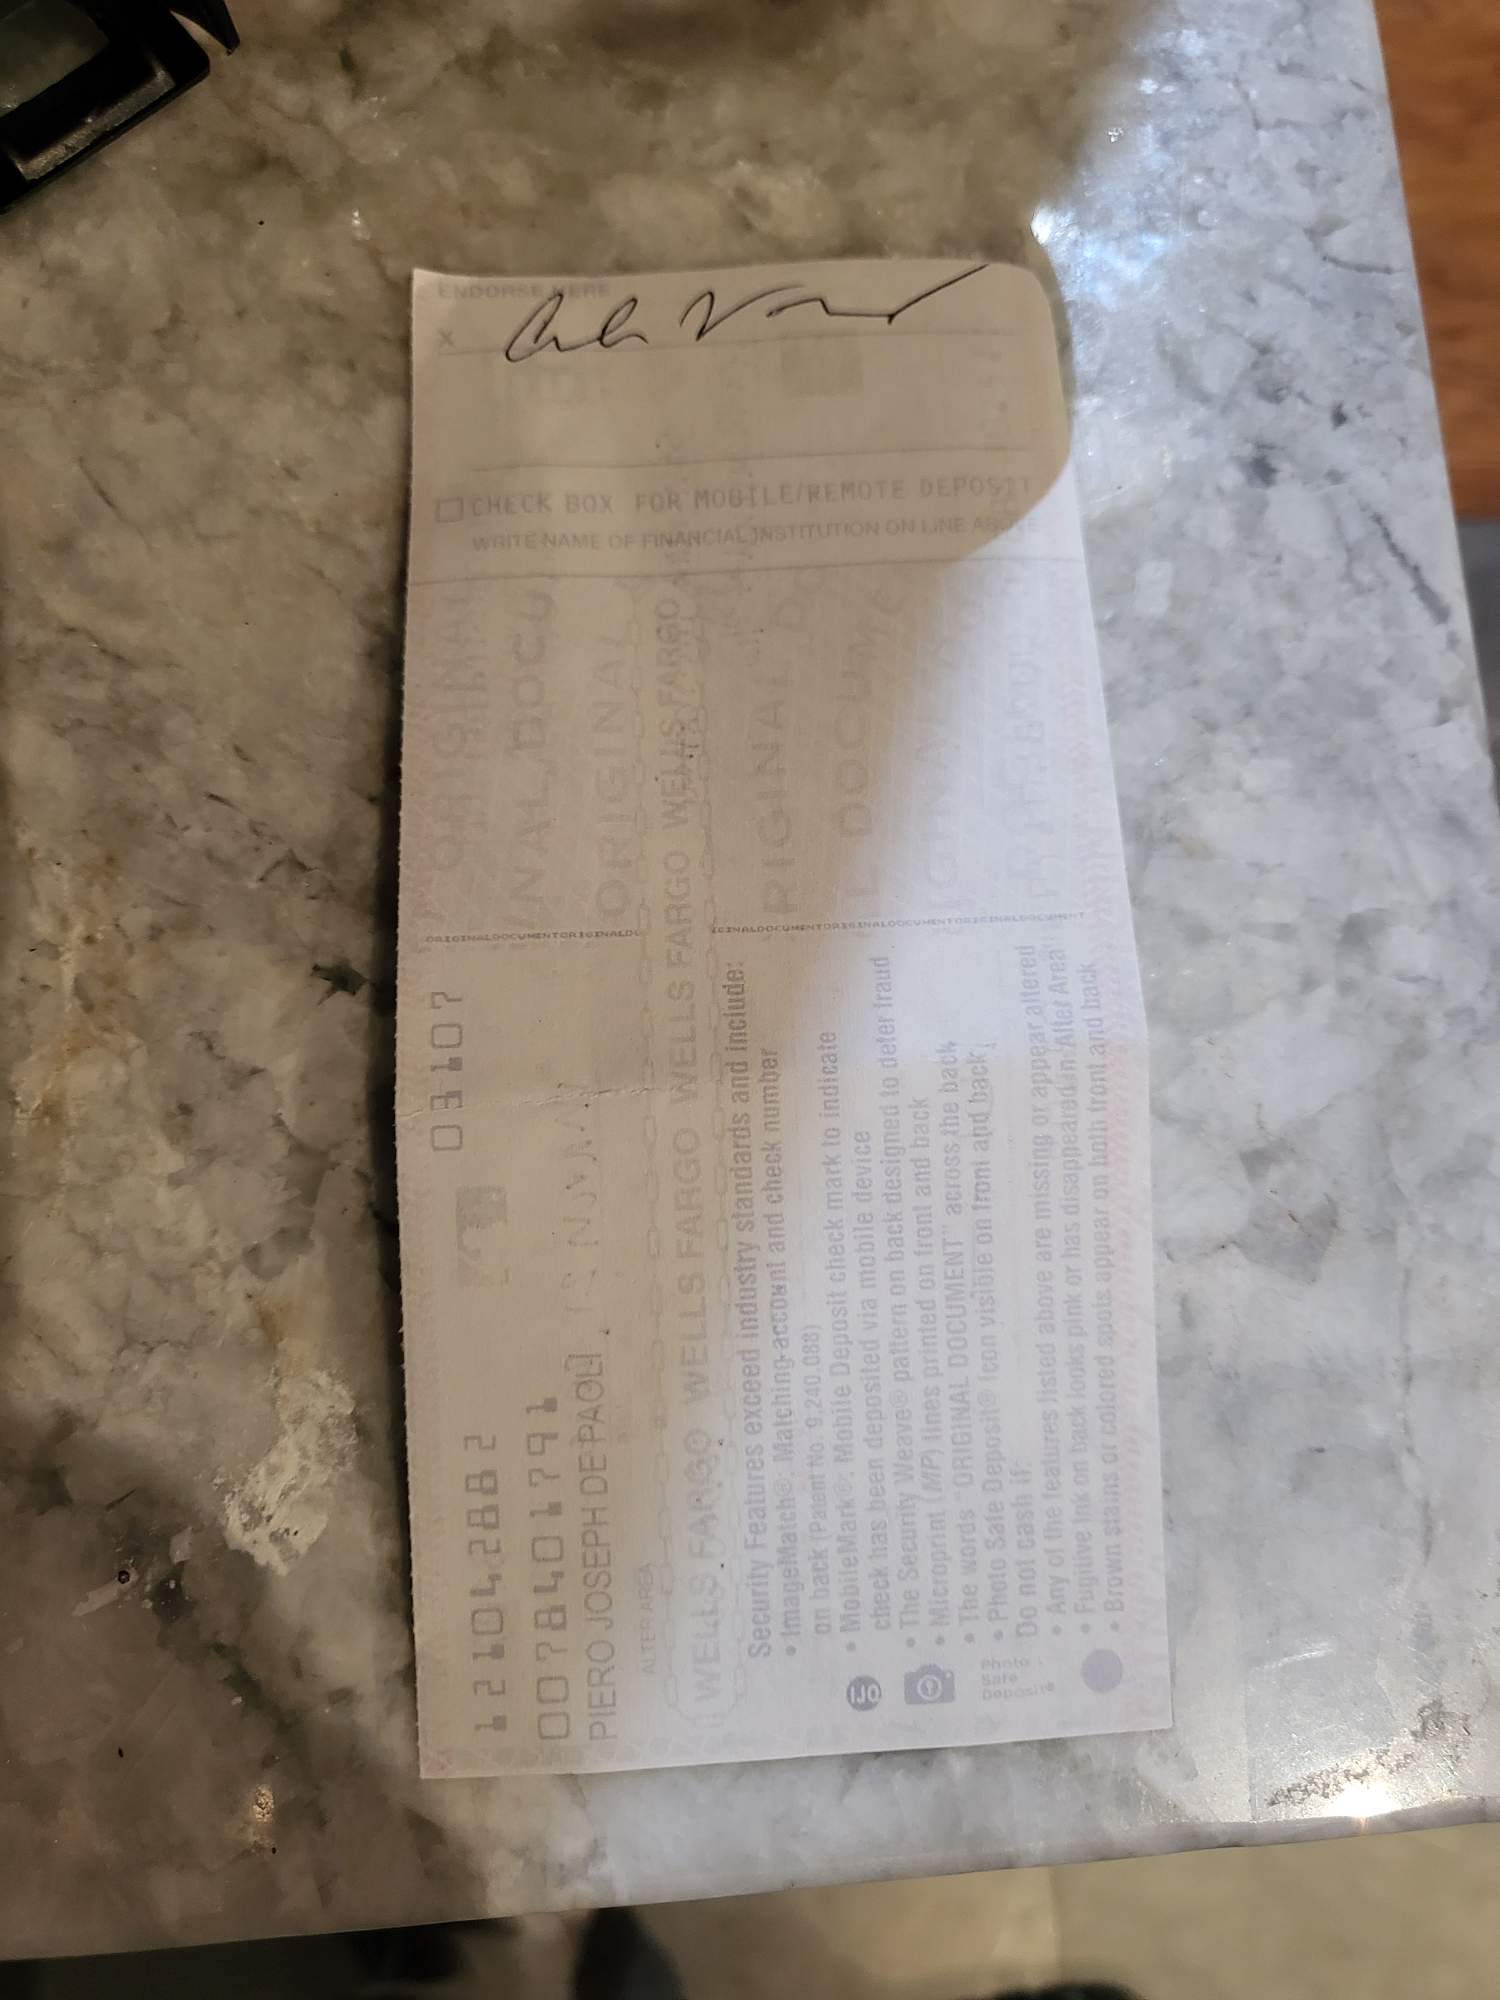 ENDORSE HERE
X
CHECK BOX FOR MOBILE/REMOTE DEPOSIT
WRITE NAME OF FINANCIAL INSTITUTION ON LINE ABOVE
121042882 03107
0078401791
PIERO JOSEPH DE PAOLI
ALTER AREA
WELLS FARGO WELLS FARGO WELLS FARGO WELLS FARGO
Security Features exceed industry standards and include:
• ImageMatch®: Matching account and check number
on back (Patent No. 9,240,088)
• MobileMark®: Mobile Deposit check mark to indicate
check has been deposited via mobile device
• The Security Weave® pattern on back designed to deter fraud
• Microprint (MP) lines printed on front and back
• The words "ORIGINAL DOCUMENT" across the back
• Photo Safe Deposit® Icon visible on front and back
Do not cash if:
• Any of the features listed above are missing or appear altered
• Fugitive Ink on back looks pink or has disappeared in "Alter Area"
• Brown stains or colored spots appear on both front and back
Photo
Safe
Deposit®
ORIGINALDOCUMENTORIGINALDOCUMENT
ORIGINAL DOCUMENT